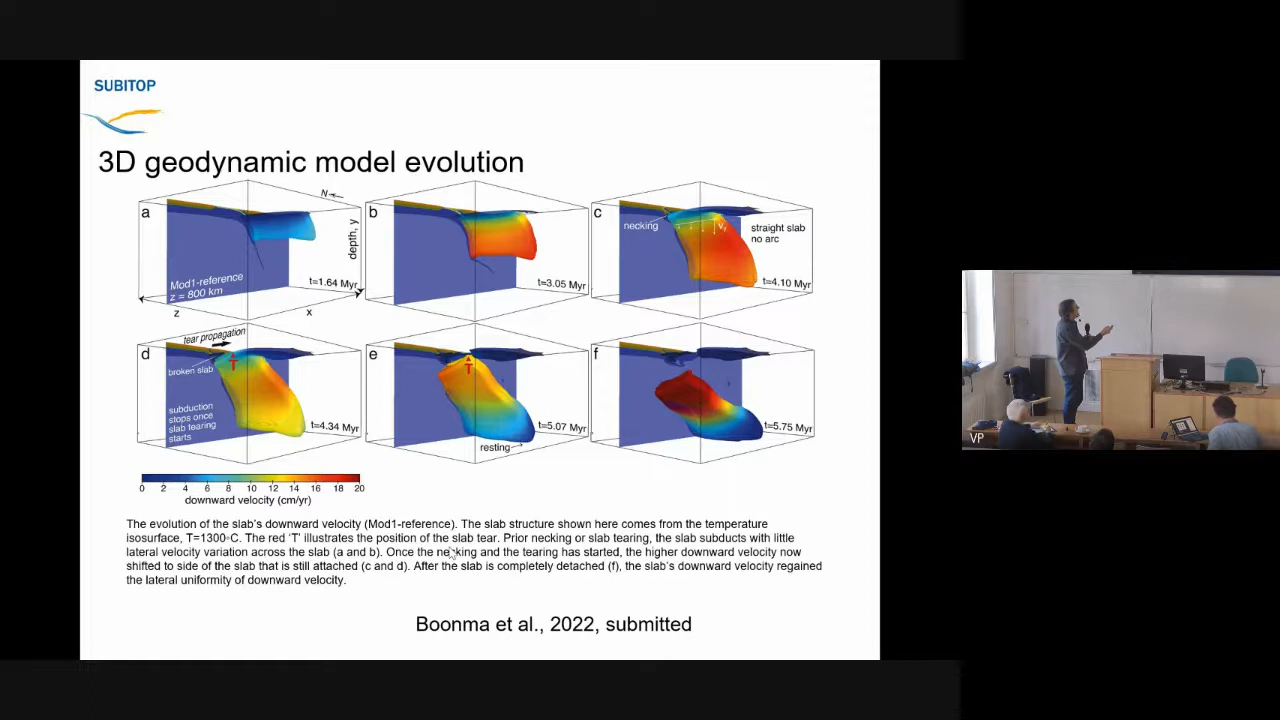 SUBITOP
3D geodynamic model evolution
a
Mod1-reference
z = 800 km
t=1.64 Myr
N
depth, y
z
x
b
t=3.05 Myr
c
necking
Vy
straight slab
no arc
t=4.10 Myr
d
tear propagation
T
broken slab
subduction
stops once
slab tearing
starts
t=4.34 Myr
e
T
resting
t=5.07 Myr
f
t=5.75 Myr
0 2 4 6 8 10 12 14 16 18 20
downward velocity (cm/yr)
The evolution of the slab's downward velocity (Mod1-reference). The slab structure shown here comes from the temperature
isosurface, T=1300◦C. The red 'T' illustrates the position of the slab tear. Prior necking or slab tearing, the slab subducts with little
lateral velocity variation across the slab (a and b). Once the necking and the tearing has started, the higher downward velocity now
shifted to side of the slab that is still attached (c and d). After the slab is completely detached (f), the slab's downward velocity regained
the lateral uniformity of downward velocity.
Boonma et al., 2022, submitted
VP